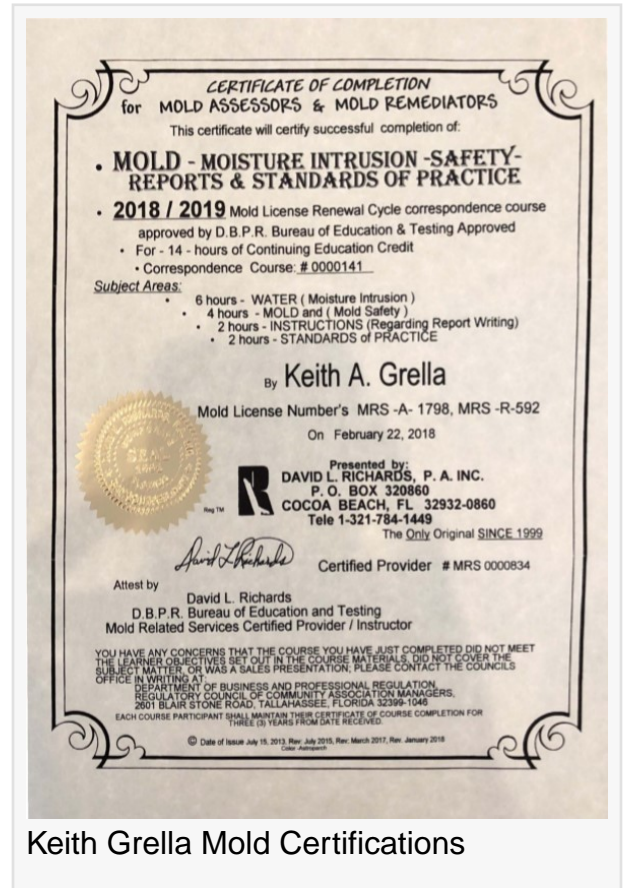 CERTIFICATE OF COMPLETION
for MOLD ASSESSORS & MOLD REMEDIATORS
This certificate will certify successful completion of:
• MOLD - MOISTURE INTRUSION -SAFETY-
REPORTS & STANDARDS OF PRACTICE
• 2018 / 2019 Mold License Renewal Cycle correspondence course
approved by D.B.P.R. Bureau of Education & Testing Approved
• For - 14 - hours of Continuing Education Credit
• Correspondence Course: # 0000141
Subject Areas:
• 6 hours - WATER ( Moisture Intrusion )
• 4 hours - MOLD and ( Mold Safety )
• 2 hours - INSTRUCTIONS (Regarding Report Writing)
• 2 hours - STANDARDS of PRACTICE
By Keith A. Grella
Mold License Number's MRS -A- 1798, MRS -R-592
On February 22, 2018
SEAL
Reg TM
R
Presented by:
DAVID L. RICHARDS, P. A. INC.
P. O. BOX 320860
COCOA BEACH, FL 32932-0860
Tele 1-321-784-1449
The Only Original SINCE 1999
David L Richards
Certified Provider # MRS 0000834
Attest by
David L. Richards
D.B.P.R. Bureau of Education and Testing
Mold Related Services Certified Provider / Instructor
YOU HAVE ANY CONCERNS THAT THE COURSE YOU HAVE JUST COMPLETED DID NOT MEET
THE LEARNER OBJECTIVES SET OUT IN THE COURSE MATERIALS, DID NOT COVER THE
SUBJECT MATTER, OR WAS A SALES PRESENTATION; PLEASE CONTACT THE COUNCILS
OFFICE IN WRITING AT:
DEPARTMENT OF BUSINESS AND PROFESSIONAL REGULATION,
REGULATORY COUNCIL OF COMMUNITY ASSOCIATION MANAGERS,
2601 BLAIR STONE ROAD, TALLAHASSEE, FLORIDA 32399-1046
EACH COURSE PARTICIPANT SHALL MAINTAIN THEIR CERTIFICATE OF COURSE COMPLETION FOR
THREE (3) YEARS FROM DATE RECEIVED.
© Date of Issue July 15, 2013, Rev. July 2015, Rev. March 2017, Rev. January 2018
Keith Grella Mold Certifications